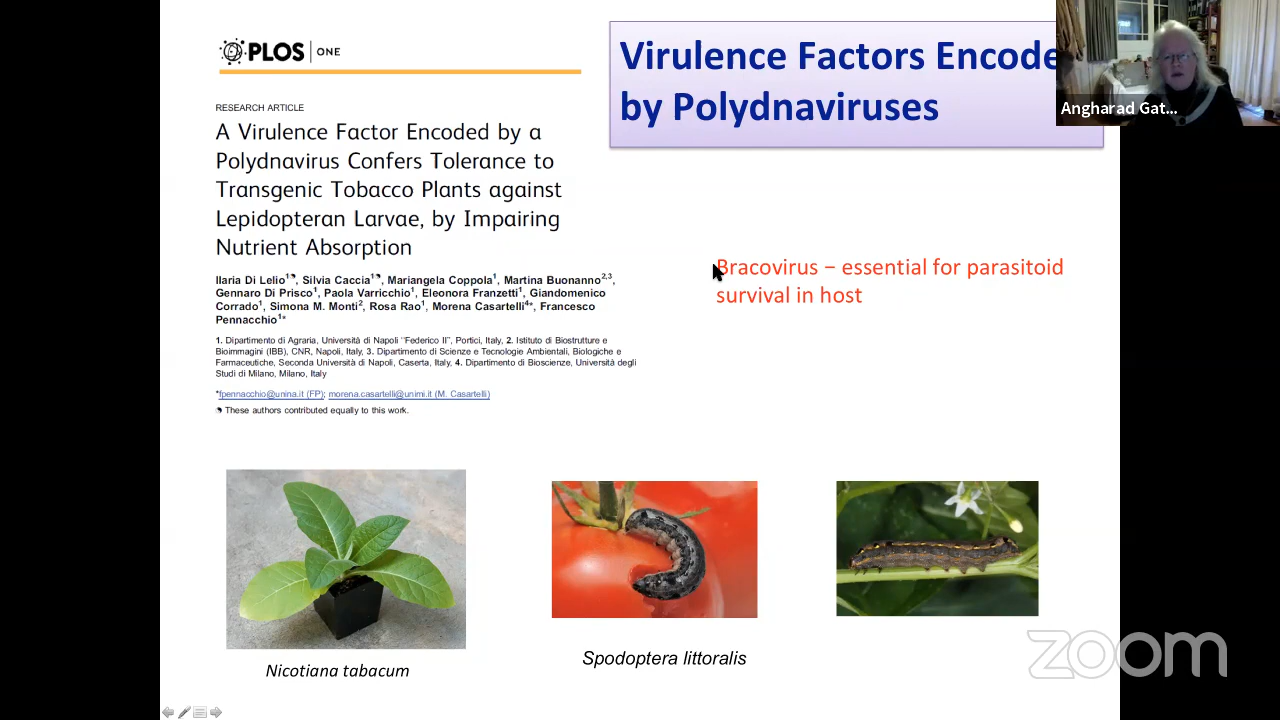 PLOS | ONE
Virulence Factors Encode
by Polydnaviruses
Angharad Gat...
RESEARCH ARTICLE
A Virulence Factor Encoded by a
Polydnavirus Confers Tolerance to
Transgenic Tobacco Plants against
Lepidopteran Larvae, by Impairing
Nutrient Absorption
Ilaria Di Lelio1☯, Silvia Caccia1☯, Mariangela Coppola1, Martina Buonanno2,3,
Gennaro Di Prisco1, Paola Varricchio1, Eleonora Franzetti1, Giandomenico
Corrado1, Simona M. Monti2, Rosa Rao1, Morena Casartelli4*, Francesco
Pennacchio1*
1. Dipartimento di Agraria, Università di Napoli "Federico II", Portici, Italy, 2. Istituto di Biostrutture e
Bioimmagini (IBB), CNR, Napoli, Italy, 3. Dipartimento di Scienze e Tecnologie Ambientali, Biologiche e
Farmaceutiche, Seconda Università di Napoli, Caserta, Italy, 4. Dipartimento di Bioscienze, Università degli
Studi di Milano, Milano, Italy
*fpennacchio@unina.it (FP); morena.casartelli@unimi.it (M. Casartelli)
☯ These authors contributed equally to this work.
Bracovirus – essential for parasitoid
survival in host
Nicotiana tabacum
Spodoptera littoralis
zoom